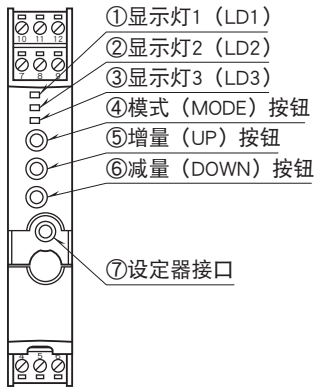 ①显示灯1（LD1）
10 11 12
②显示灯2（LD2）
7 8 9
③显示灯3（LD3）
④模式（MODE）按钮
⑤增量（UP）按钮
⑥减量（DOWN）按钮
⑦设定器接口
4 5 6